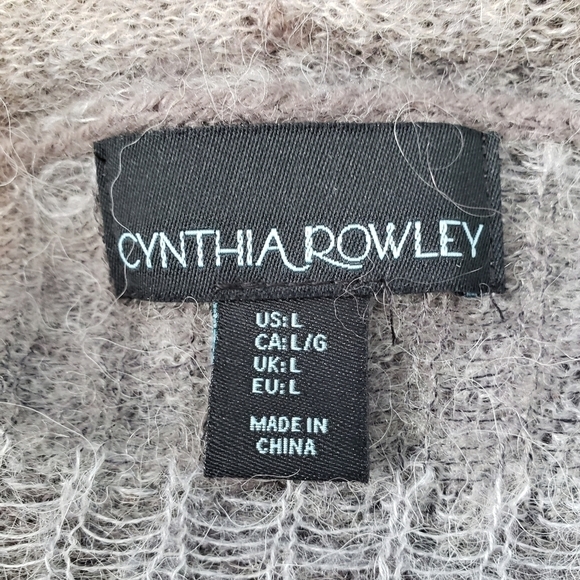 CYNTHIA ROWLEY
US: L
CA: L/G
UK: L
EU: L
MADE IN
CHINA